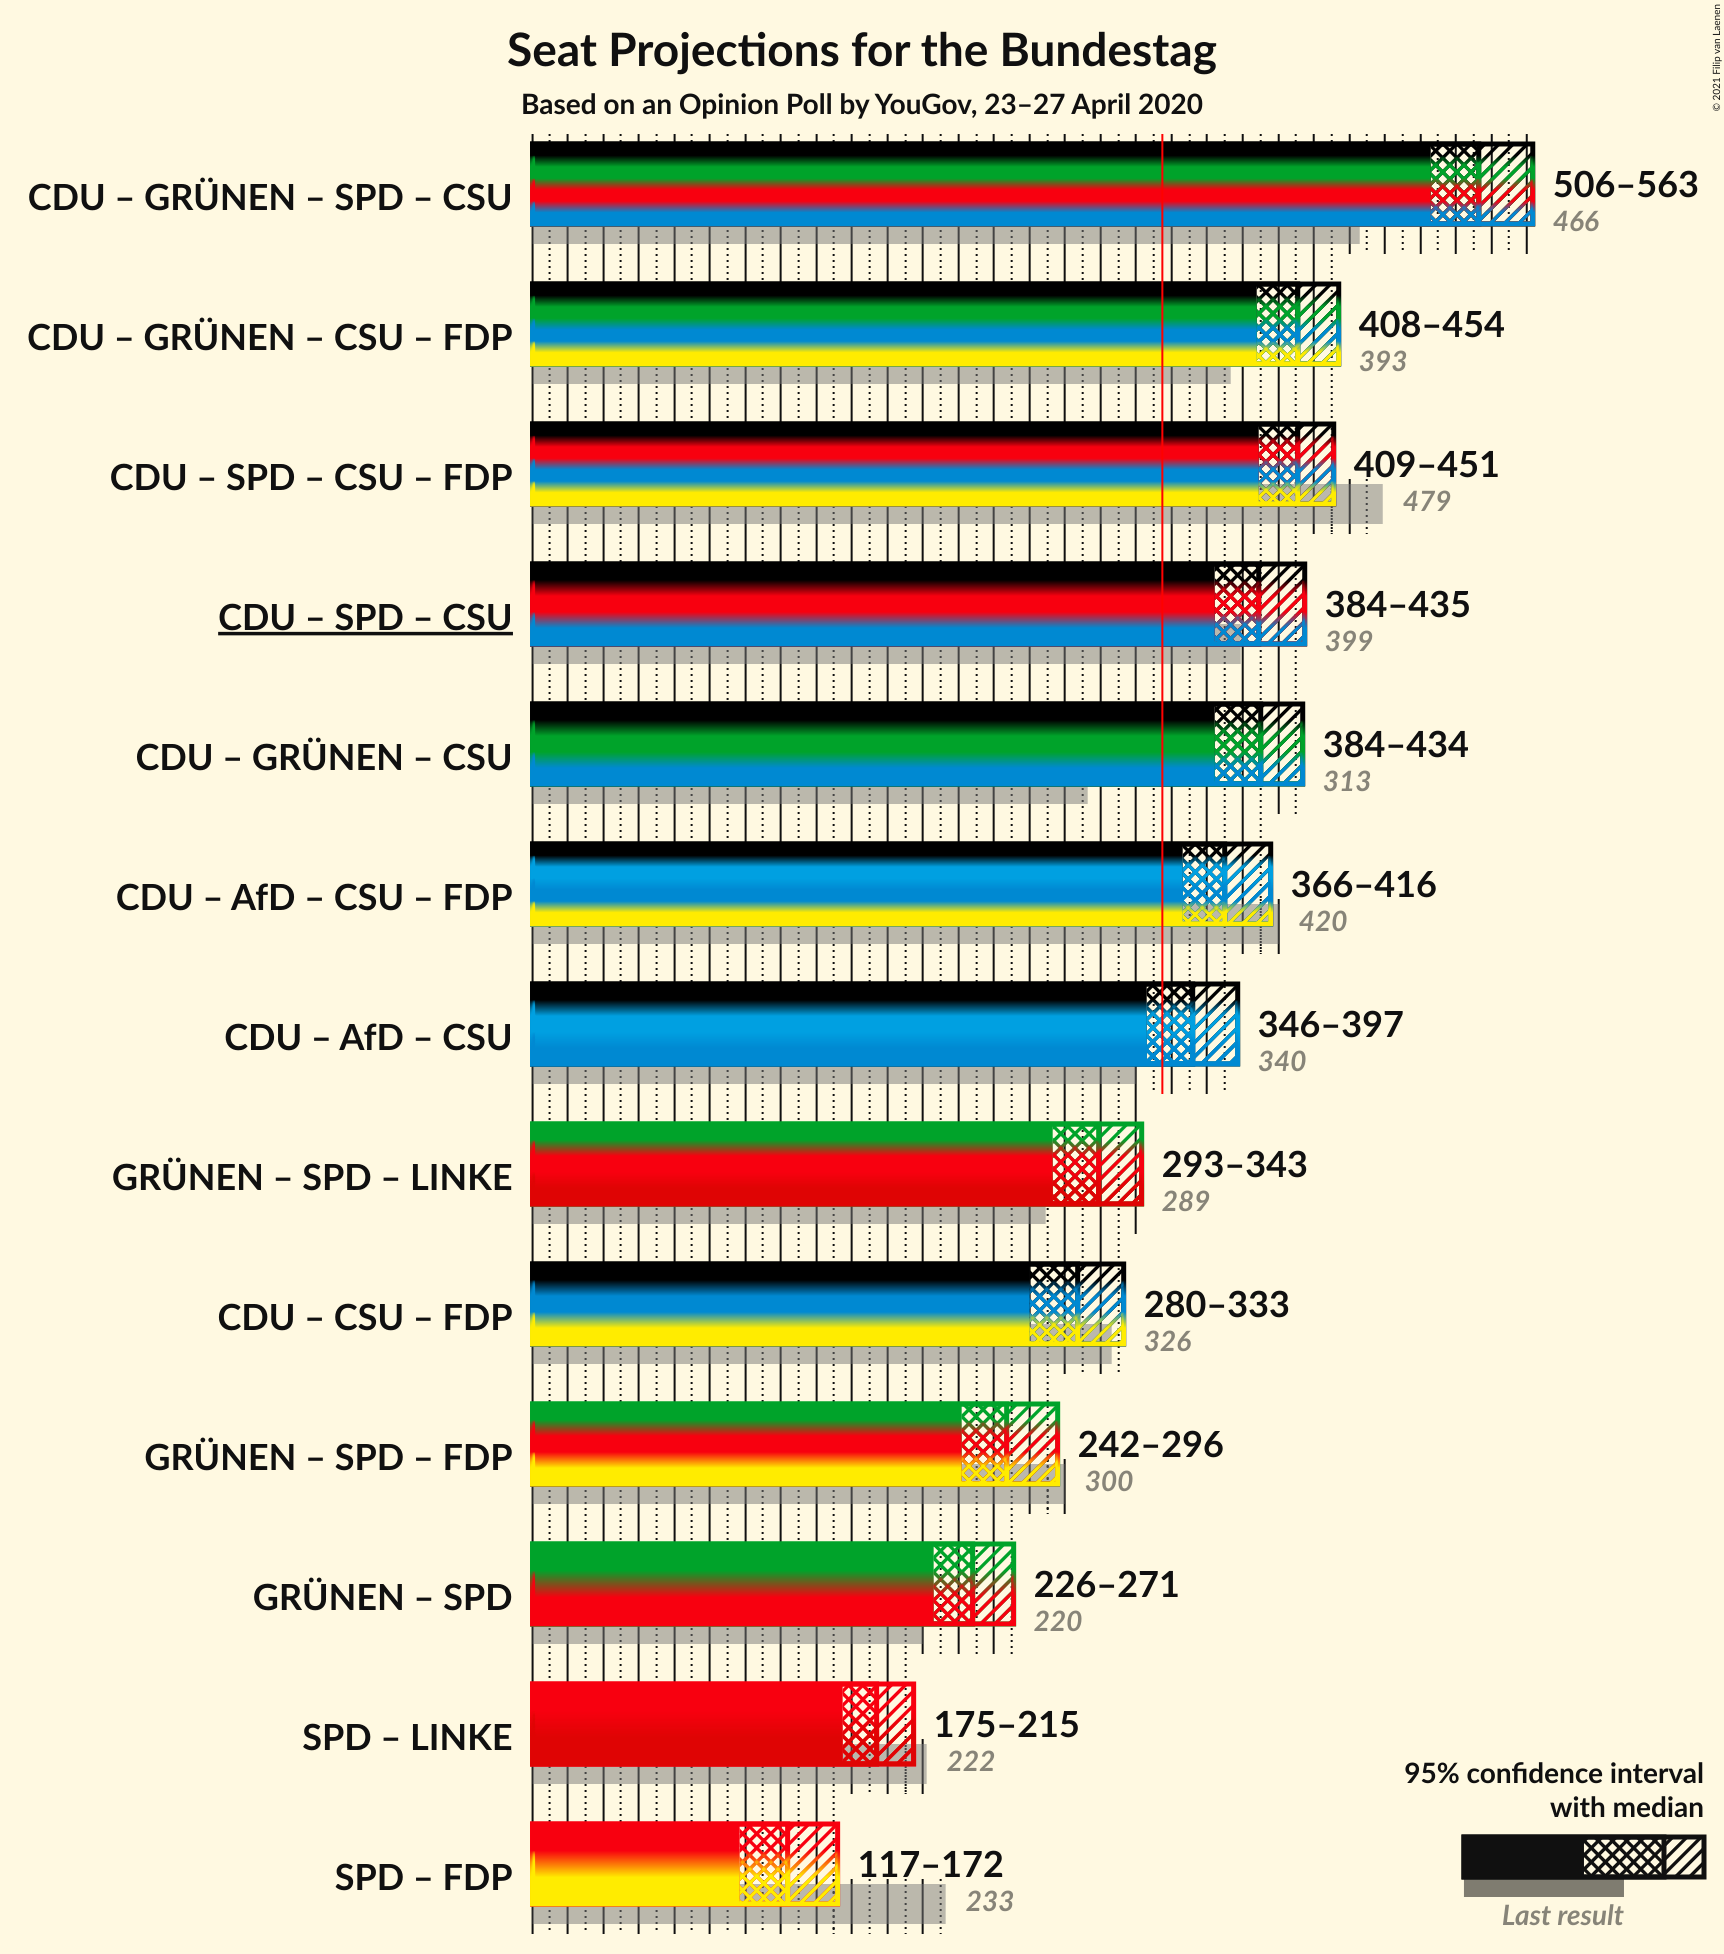 Seat Projections for the Bundestag
Based on an Opinion Poll by YouGov, 23–27 April 2020
© 2021 Filip van Laenen
CDU – GRÜNEN – SPD – CSU
506–563
466
CDU – GRÜNEN – CSU – FDP
408–454
393
CDU – SPD – CSU – FDP
409–451
479
CDU – SPD – CSU
384–435
399
CDU – GRÜNEN – CSU
384–434
313
CDU – AfD – CSU – FDP
366–416
420
CDU – AfD – CSU
346–397
340
GRÜNEN – SPD – LINKE
293–343
289
CDU – CSU – FDP
280–333
326
GRÜNEN – SPD – FDP
242–296
300
GRÜNEN – SPD
226–271
220
SPD – LINKE
175–215
222
SPD – FDP
117–172
233
95% confidence interval
with median
Last result